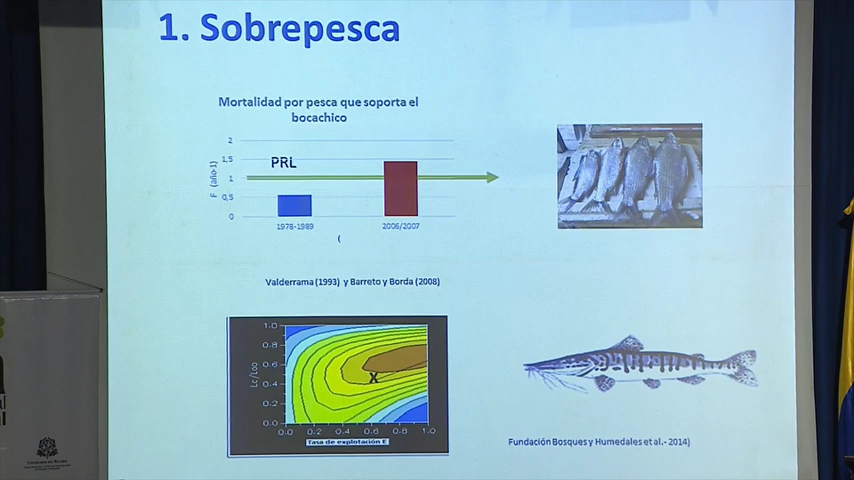 1. Sobrepesca
Mortalidad por pesca que soporta el
bocachico
2
1,5
1
0,5
0
F (año-1)
PRL
1978-1989
2006/2007
(
Valderrama (1993) y Barreto y Borda (2008)
1.0
0.8
0.6
0.4
0.2
0.0
Lc/Loo
X
0.0 0.2 0.4 0.6 0.8 1.0
Tasa de explotación E
Fundación Bosques y Humedales et al.- 2014)